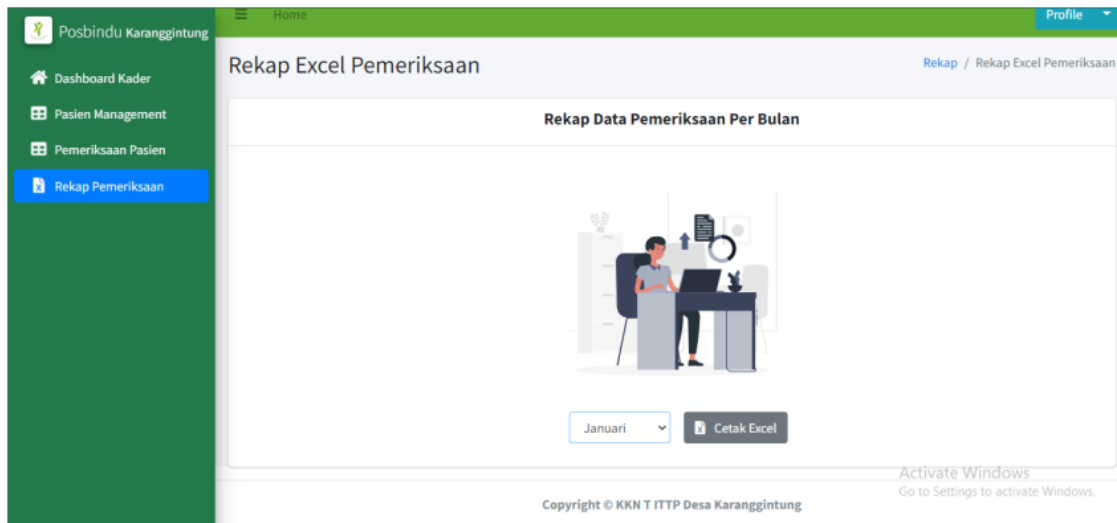 Posbindu Karanggintung
Home
Profile
Dashboard Kader
Pasien Management
Pemeriksaan Pasien
Rekap Pemeriksaan
Rekap Excel Pemeriksaan
Rekap / Rekap Excel Pemeriksaan
Rekap Data Pemeriksaan Per Bulan
Januari
Cetak Excel
Activate Windows
Go to Settings to activate Windows.
Copyright © KKN T ITTP Desa Karanggintung